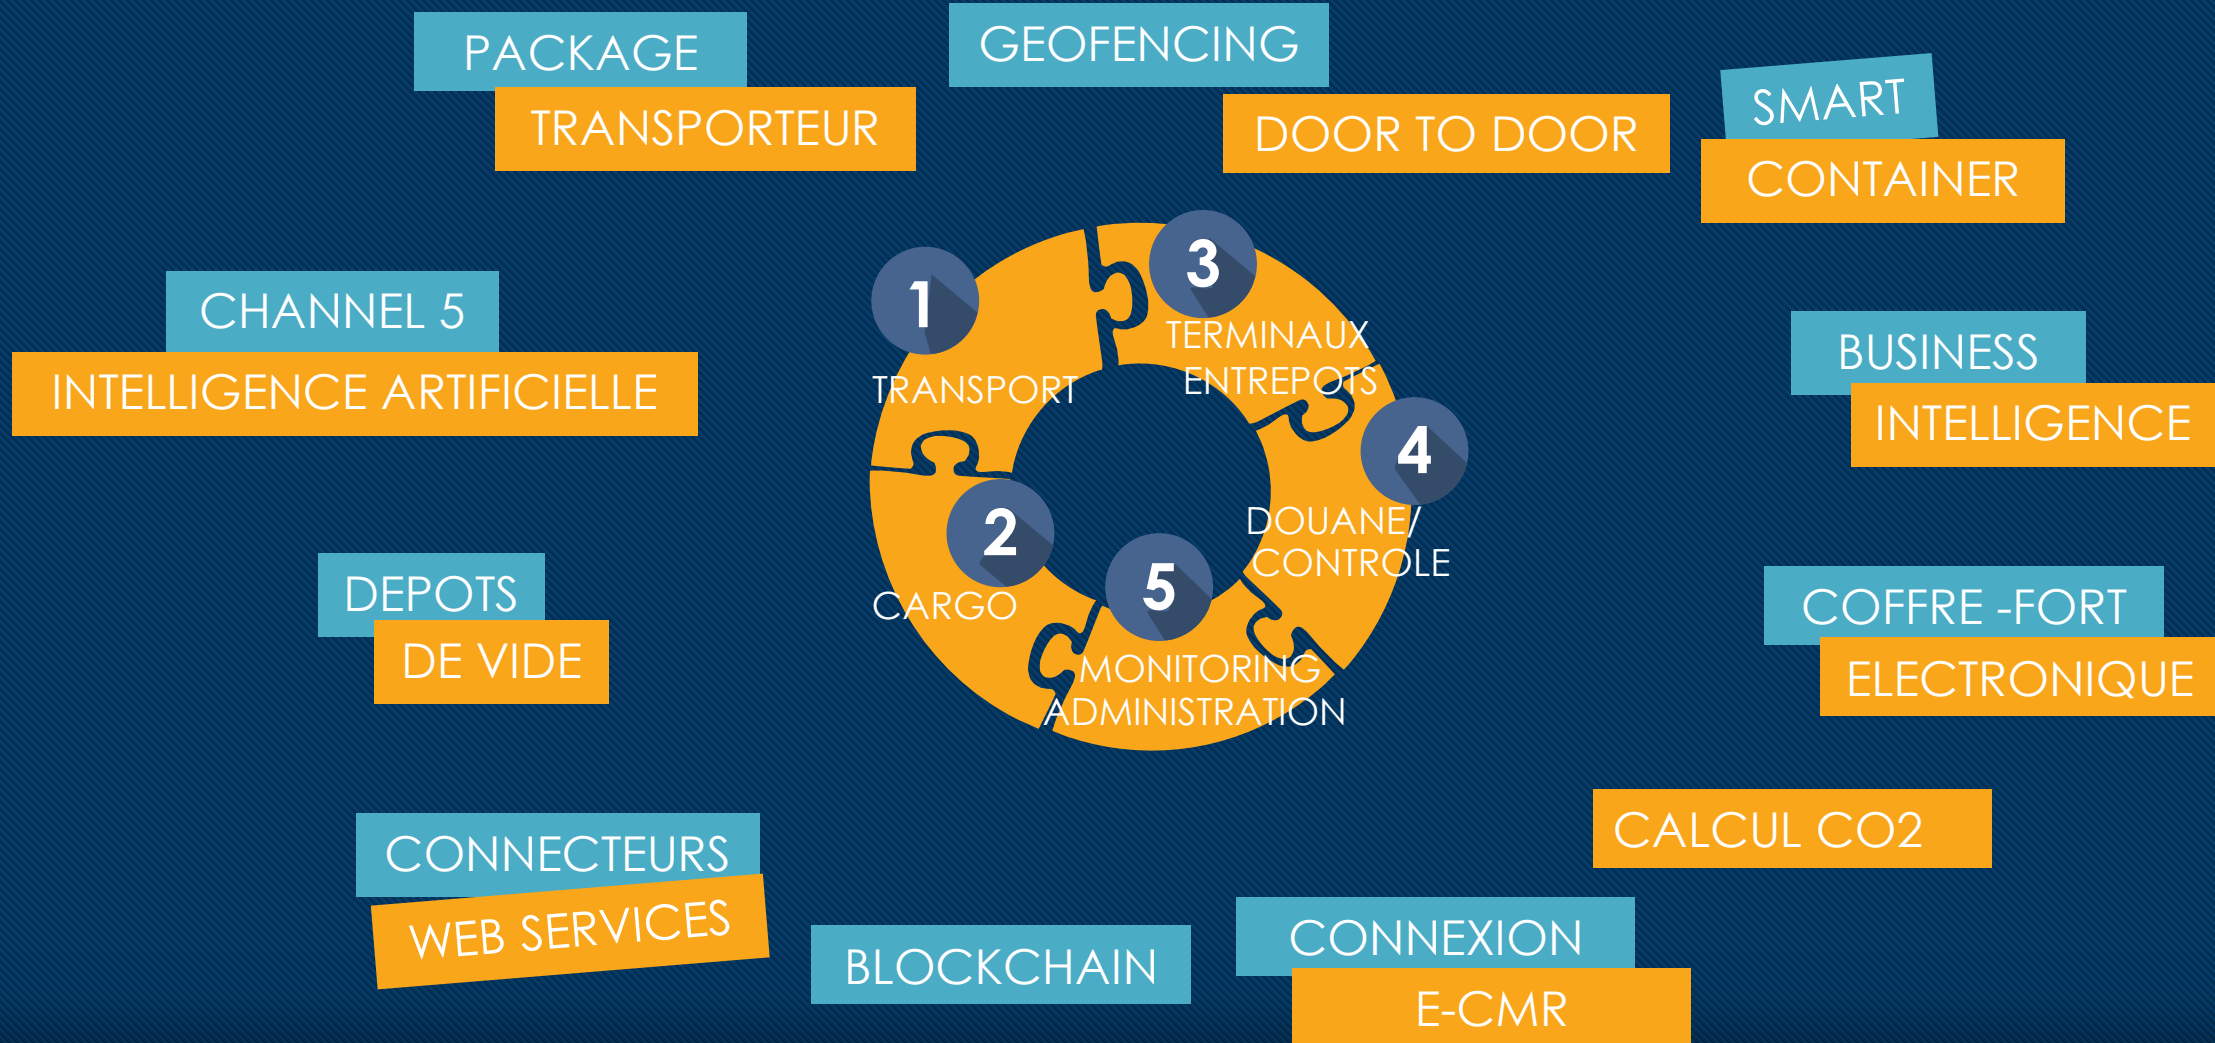 PACKAGE
TRANSPORTEUR
GEOFENCING
DOOR TO DOOR
SMART
CONTAINER
CHANNEL 5
INTELLIGENCE ARTIFICIELLE
1
TRANSPORT
3
TERMINAUX
ENTREPOTS
BUSINESS
INTELLIGENCE
4
DOUANE/
CONTROLE
2
CARGO
5
MONITORING
ADMINISTRATION
DEPOTS
DE VIDE
COFFRE -FORT
ELECTRONIQUE
CONNECTEURS
WEB SERVICES
CALCUL CO2
BLOCKCHAIN
CONNEXION
E-CMR